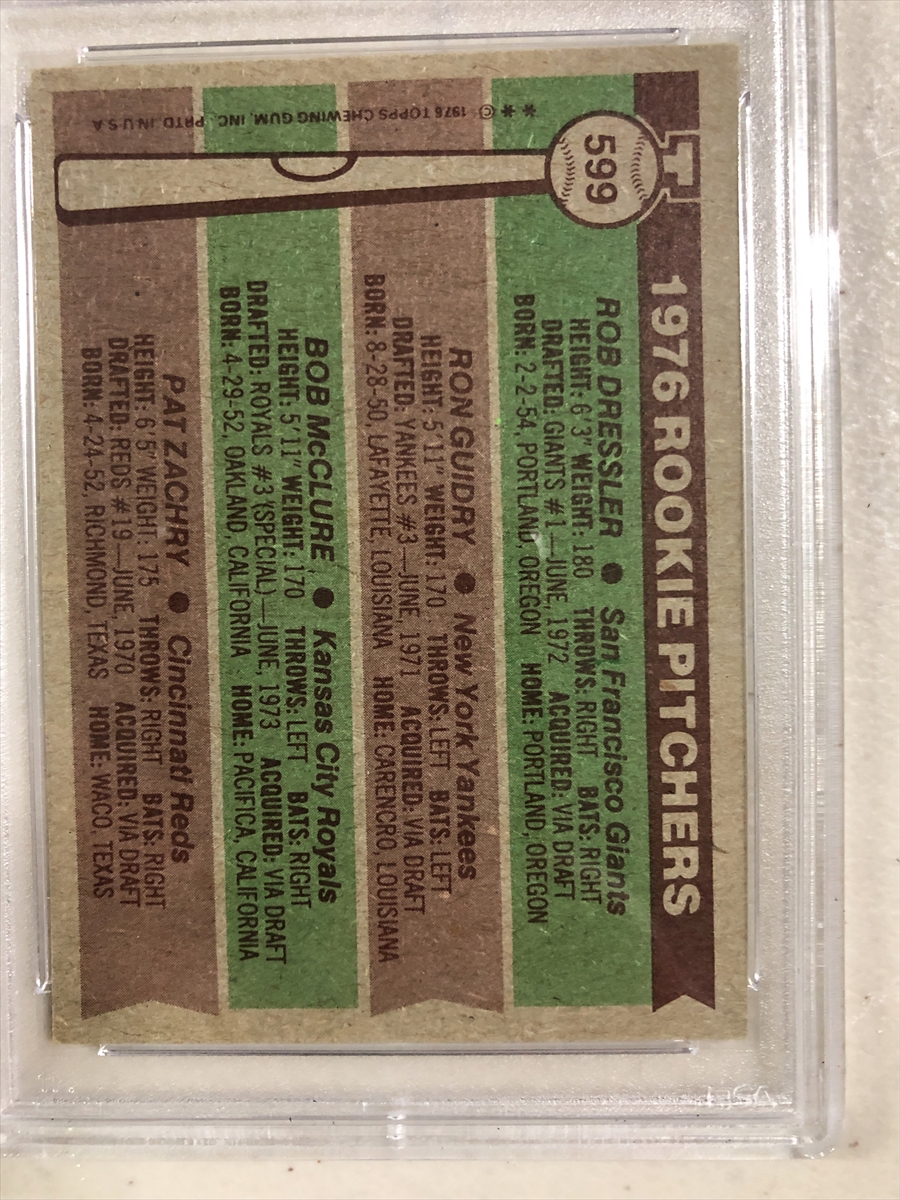 599
1976 ROOKIE PITCHERS
ROB DRESSLER ● San Francisco Giants
HEIGHT: 6'3" WEIGHT: 180 THROWS: RIGHT BATS: RIGHT
DRAFTED: GIANTS #1—JUNE, 1972 ACQUIRED: VIA DRAFT
BORN: 2-2-54, PORTLAND, OREGON HOME: PORTLAND, OREGON
RON GUIDRY ● New York Yankees
HEIGHT: 5'11" WEIGHT: 170 THROWS: LEFT BATS: LEFT
DRAFTED: YANKEES #3—JUNE, 1971 ACQUIRED: VIA DRAFT
BORN: 8-28-50, LAFAYETTE, LOUISIANA HOME: CARENCRO, LOUISIANA
BOB McCLURE ● Kansas City Royals
HEIGHT: 5'11" WEIGHT: 170 THROWS: LEFT BATS: RIGHT
DRAFTED: ROYALS #3 (SPECIAL)—JUNE, 1973 ACQUIRED: VIA DRAFT
BORN: 4-29-52, OAKLAND, CALIFORNIA HOME: PACIFICA, CALIFORNIA
PAT ZACHRY ● Cincinnati Reds
HEIGHT: 6'5" WEIGHT: 175 THROWS: RIGHT BATS: RIGHT
DRAFTED: REDS #19—JUNE, 1970 ACQUIRED: VIA DRAFT
BORN: 4-24-52, RICHMOND, TEXAS HOME: WACO, TEXAS
* * © 1976 TOPPS CHEWING GUM, INC. PRTD. IN U.S.A.